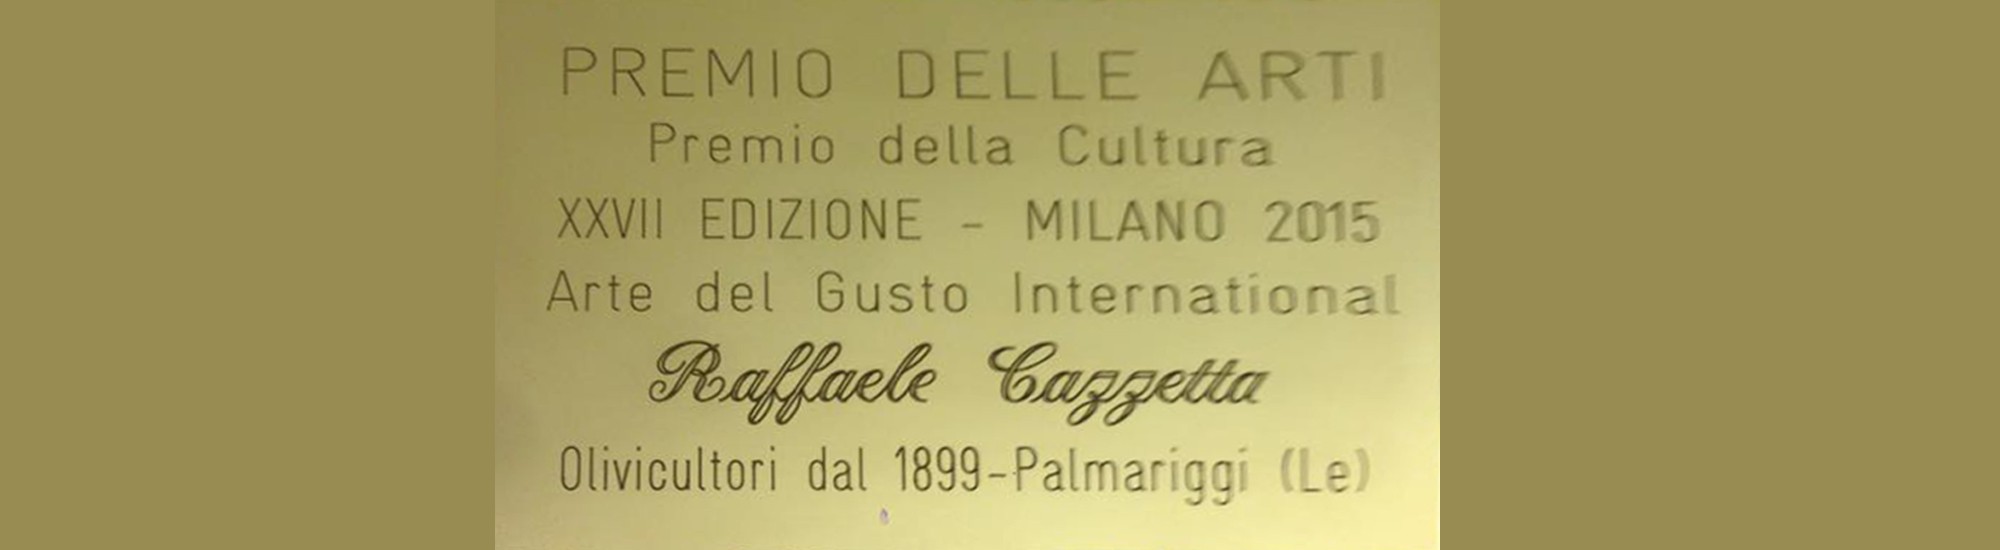 PREMIO DELLE ARTI
Premio della Cultura
XXVII EDIZIONE - MILANO 2015
Arte del Gusto International
Raffaele Cazzetta
Olivicultori dal 1899-Palmariggi (Le)